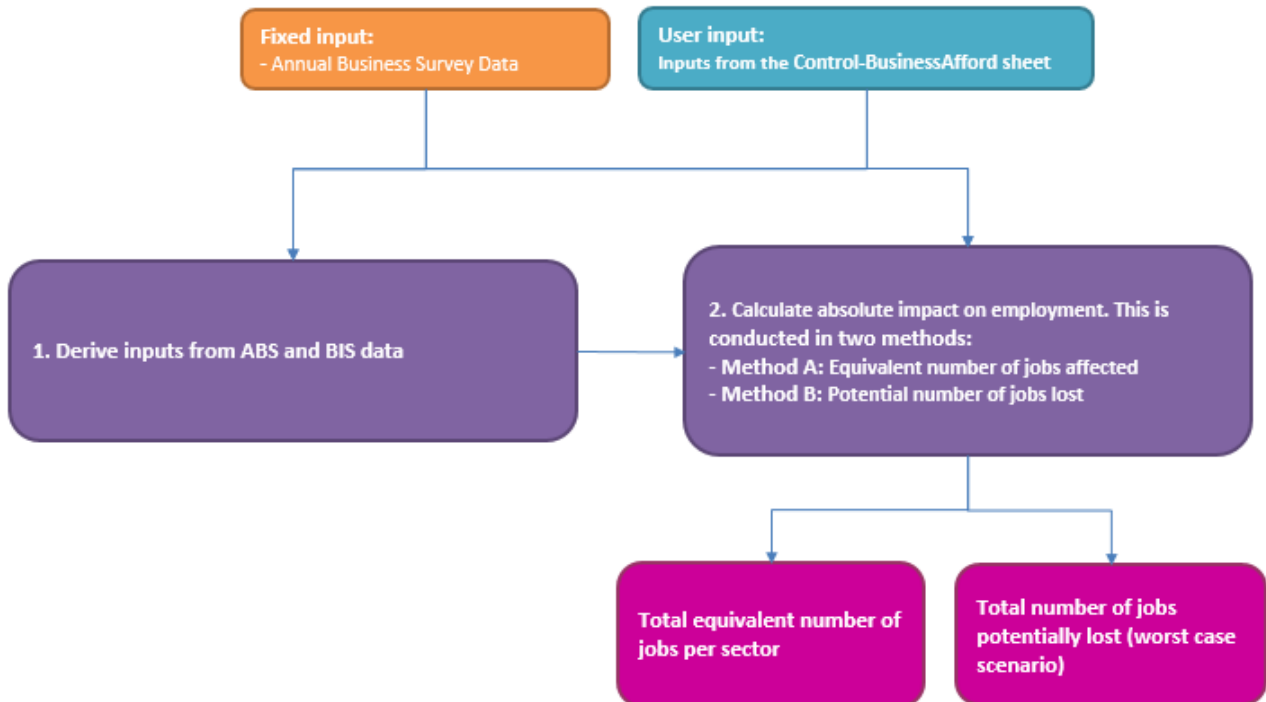 Fixed input:
- Annual Business Survey Data
User input:
Inputs from the Control-BusinessAfford sheet
1. Derive inputs from ABS and BIS data
2. Calculate absolute impact on employment. This is
conducted in two methods:
- Method A: Equivalent number of jobs affected
- Method B: Potential number of jobs lost
Total equivalent number of
jobs per sector
Total number of jobs
potentially lost (worst case
scenario)